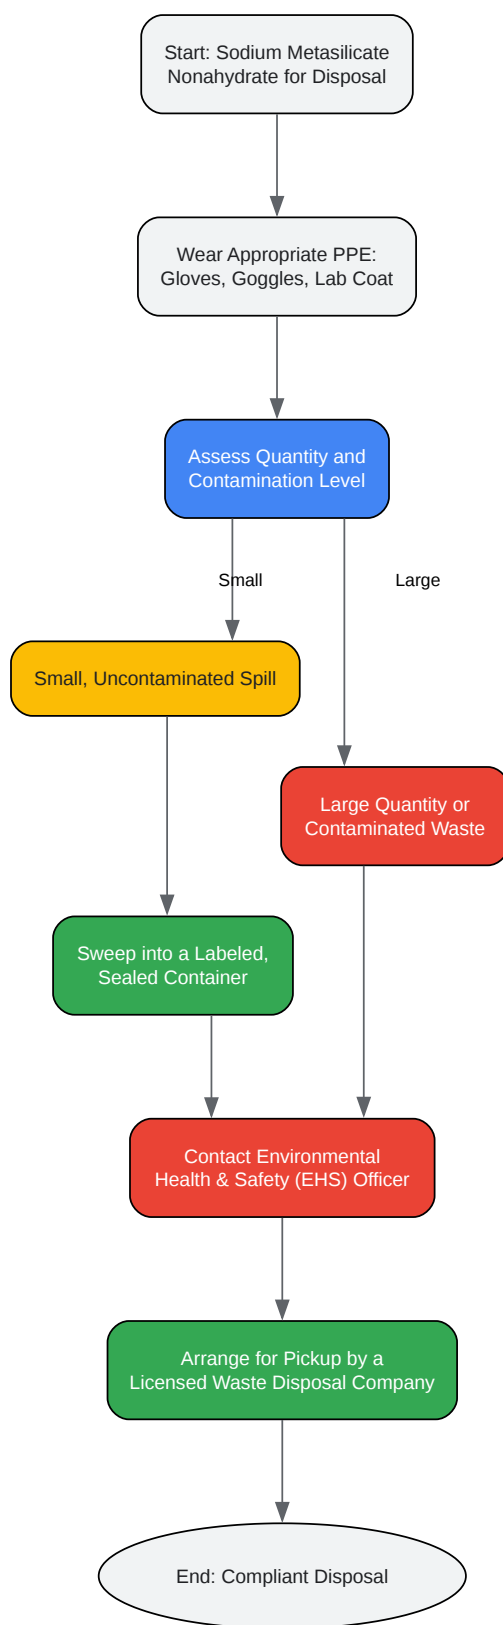 Start: Sodium Metasilicate
Nonahydrate for Disposal
Wear Appropriate PPE:
Gloves, Goggles, Lab Coat
Assess Quantity and
Contamination Level
Small
Large
Small, Uncontaminated Spill
Large Quantity or
Contaminated Waste
Sweep into a Labeled,
Sealed Container
Contact Environmental
Health & Safety (EHS) Officer
Arrange for Pickup by a
Licensed Waste Disposal Company
End: Compliant Disposal